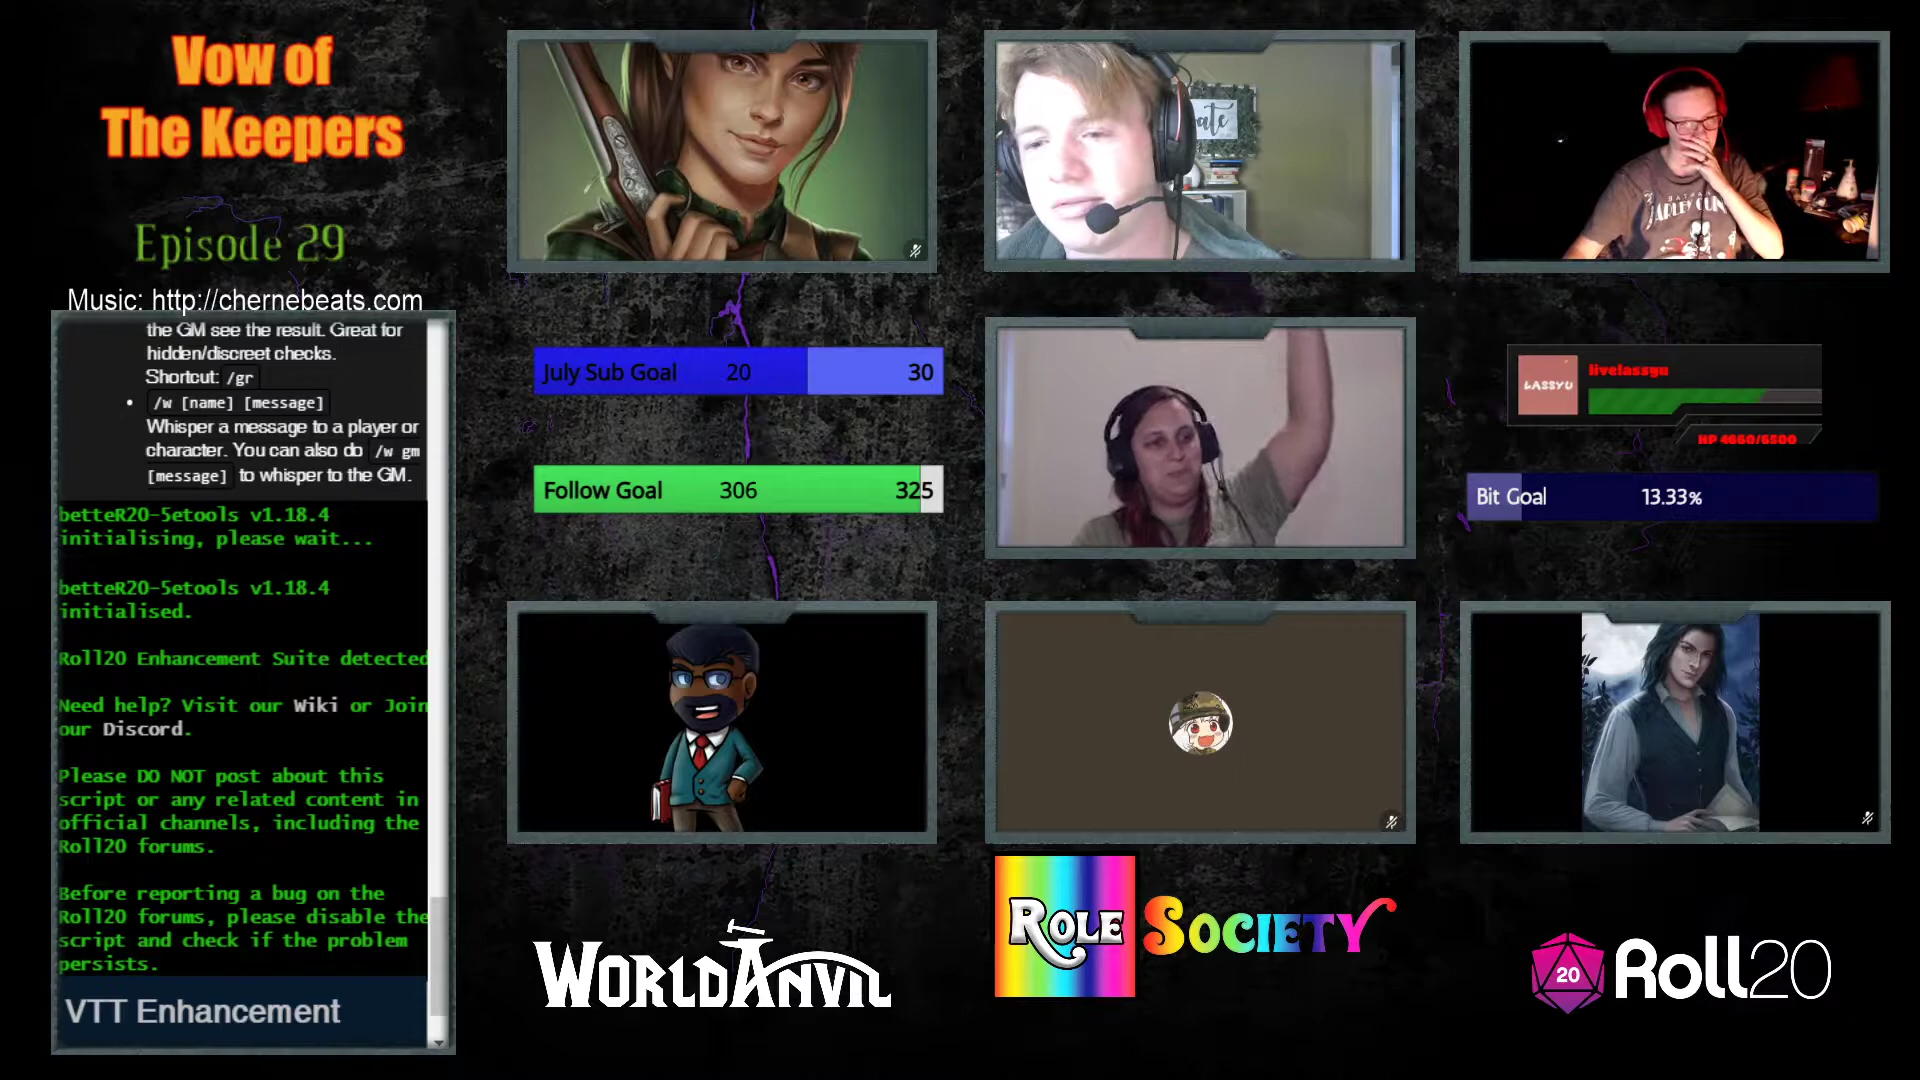 Vow of
The Keepers
Episode 29
Music: http://chernebeats.com
the GM see the result. Great for
hidden/discreet checks.
Shortcut: /gr
• /w [name] [message]
Whisper a message to a player or
character. You can also do /w gm
[message] to whisper to the GM.
betteR20-5etools v1.18.4
initialising, please wait...
betteR20-5etools v1.18.4
initialised.
Roll20 Enhancement Suite detected
Need help? Visit our Wiki or Join
our Discord.
Please DO NOT post about this
script or any related content in
official channels, including the
Roll20 forums.
Before reporting a bug on the
Roll20 forums, please disable the
script and check if the problem
persists.
VTT Enhancement
July Sub Goal 20 30
Follow Goal 306 325
LASSYU
livelassyu
HP 4660/6500
Bit Goal 13.33%
WORLDANVIL
ROLE SOCIETY
20 Roll20